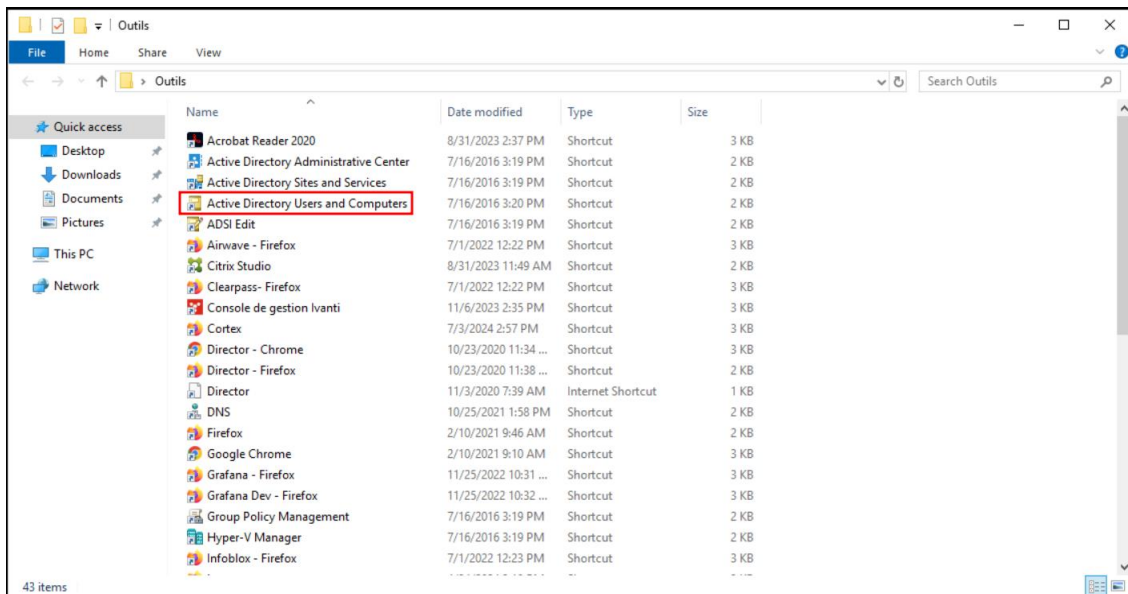 Outils
File Home Share View
Outils
Search Outils
Name Date modified Type Size
Quick access
Desktop
Downloads
Documents
Pictures
This PC
Network
Acrobat Reader 2020 8/31/2023 2:37 PM Shortcut 3 KB
Active Directory Administrative Center 7/16/2016 3:19 PM Shortcut 2 KB
Active Directory Sites and Services 7/16/2016 3:19 PM Shortcut 2 KB
Active Directory Users and Computers 7/16/2016 3:20 PM Shortcut 2 KB
ADSI Edit 7/16/2016 3:19 PM Shortcut 2 KB
Airwave - Firefox 7/1/2022 12:22 PM Shortcut 3 KB
Citrix Studio 8/31/2023 11:49 AM Shortcut 2 KB
Clearpass- Firefox 7/1/2022 12:22 PM Shortcut 3 KB
Console de gestion Ivanti 11/6/2023 2:35 PM Shortcut 3 KB
Cortex 7/3/2024 2:57 PM Shortcut 3 KB
Director - Chrome 10/23/2020 11:34 ... Shortcut 3 KB
Director - Firefox 10/23/2020 11:38 ... Shortcut 2 KB
Director 11/3/2020 7:39 AM Internet Shortcut 1 KB
DNS 10/25/2021 1:58 PM Shortcut 2 KB
Firefox 2/10/2021 9:46 AM Shortcut 2 KB
Google Chrome 2/10/2021 9:10 AM Shortcut 3 KB
Grafana - Firefox 11/25/2022 10:31 ... Shortcut 3 KB
Grafana Dev - Firefox 11/25/2022 10:32 ... Shortcut 3 KB
Group Policy Management 7/16/2016 3:19 PM Shortcut 2 KB
Hyper-V Manager 7/16/2016 3:19 PM Shortcut 2 KB
Infoblox - Firefox 7/1/2022 12:23 PM Shortcut 3 KB
43 items